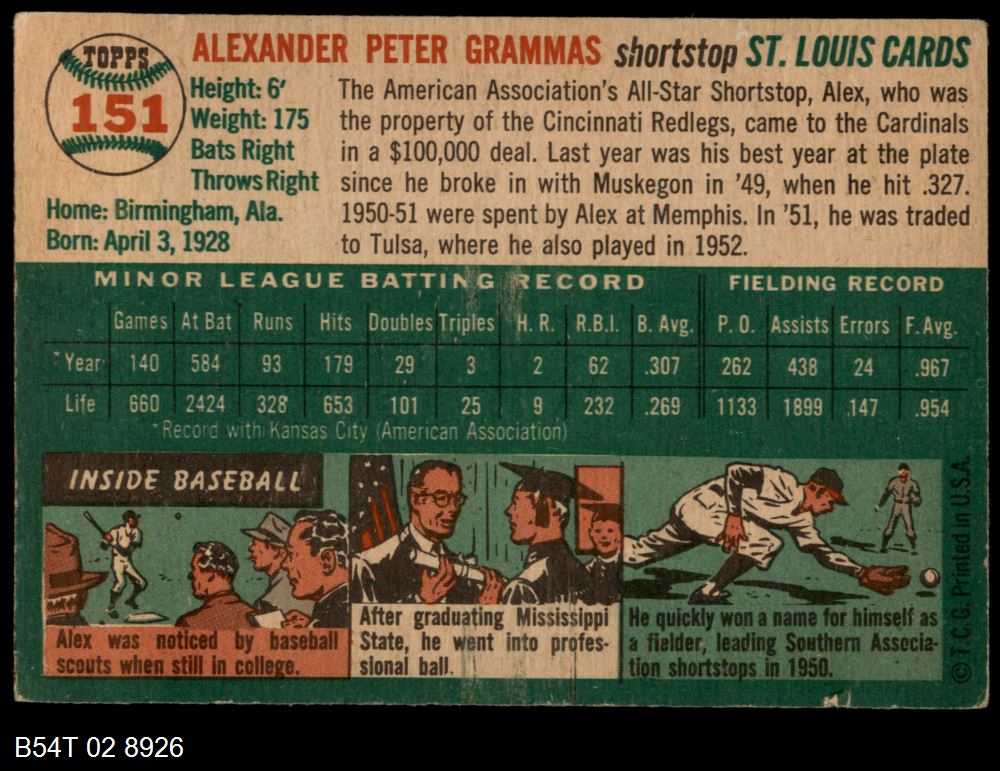 TOPPS
151
ALEXANDER PETER GRAMMAS shortstop ST. LOUIS CARDS
Height: 6'
Weight: 175
Bats Right
Throws Right
Home: Birmingham, Ala.
Born: April 3, 1928
The American Association's All-Star Shortstop, Alex, who was
the property of the Cincinnati Redlegs, came to the Cardinals
in a $100,000 deal. Last year was his best year at the plate
since he broke in with Muskegon in '49, when he hit .327.
1950-51 were spent by Alex at Memphis. In '51, he was traded
to Tulsa, where he also played in 1952.
MINOR LEAGUE BATTING RECORD FIELDING RECORD
Games At Bat Runs Hits Doubles Triples H. R. R.B.I. B. Avg. P. O. Assists Errors F. Avg.
*Year 140 584 93 179 29 3 2 62 .307 262 438 24 .967
Life 660 2424 328 653 101 25 9 232 .269 1133 1899 147 .954
*Record with Kansas City (American Association)
INSIDE BASEBALL
Alex was noticed by baseball
scouts when still in college.
After graduating Mississippi
State, he went into profes-
sional ball.
He quickly won a name for himself as
a fielder, leading Southern Associa-
tion shortstops in 1950.
© T.C.G. Printed in U.S.A.
B54T 02 8926